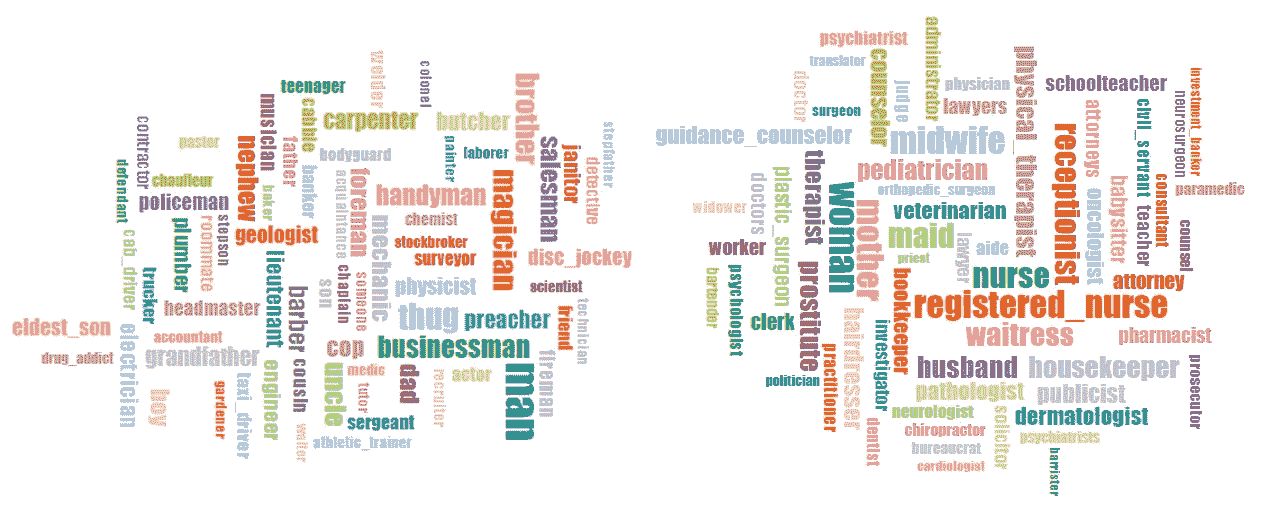 teenager
women
colonel
musician
cable
carpenter
butcher
brother
contractor
pastor
nephew
father
bodyguard
painter
laborer
salesman
janitor
stepfather
detective
defendant
chauffeur
policeman
baker
banker
acquaintance
foreman
handyman
magician
chemist
plumber
roommate
stepson
geologist
mechanic
stockbroker
surveyor
disc_jockey
cab_driver
trucker
lieutenant
son
chaplain
someone
physicist
scientist
headmaster
barber
thug
preacher
friend
technician
eldest_son
electrician
accountant
drug_addict
grandfather
cop
businessman
fireman
boy
gardener
taxi_driver
engineer
cousin
uncle
medic
tutor
dad
recruiter
actor
man
waiter
sergeant
athletic_trainer
psychiatrist
administrator
translator
counselor
doctor
surgeon
judge
physician
lawyers
physical_therapist
schoolteacher
investment_banker
neurosurgeon
guidance_counselor
midwife
receptionist
attorneys
civil_servant
teacher
therapist
pediatrician
orthopedic_surgeon
babysitter
consultant
paramedic
widower
doctors
plastic_surgeon
woman
mother
veterinarian
oncologist
maid
lawyer
aide
priest
counsel
worker
bartender
psychologist
prostitute
bookkeeper
nurse
attorney
registered_nurse
clerk
waitress
pharmacist
investigator
practitioner
politician
husband
housekeeper
prosecutor
pathologist
publicist
neurologist
dermatologist
dentist
chiropractor
solicitor
psychiatrists
bureaucrat
cardiologist
barrister